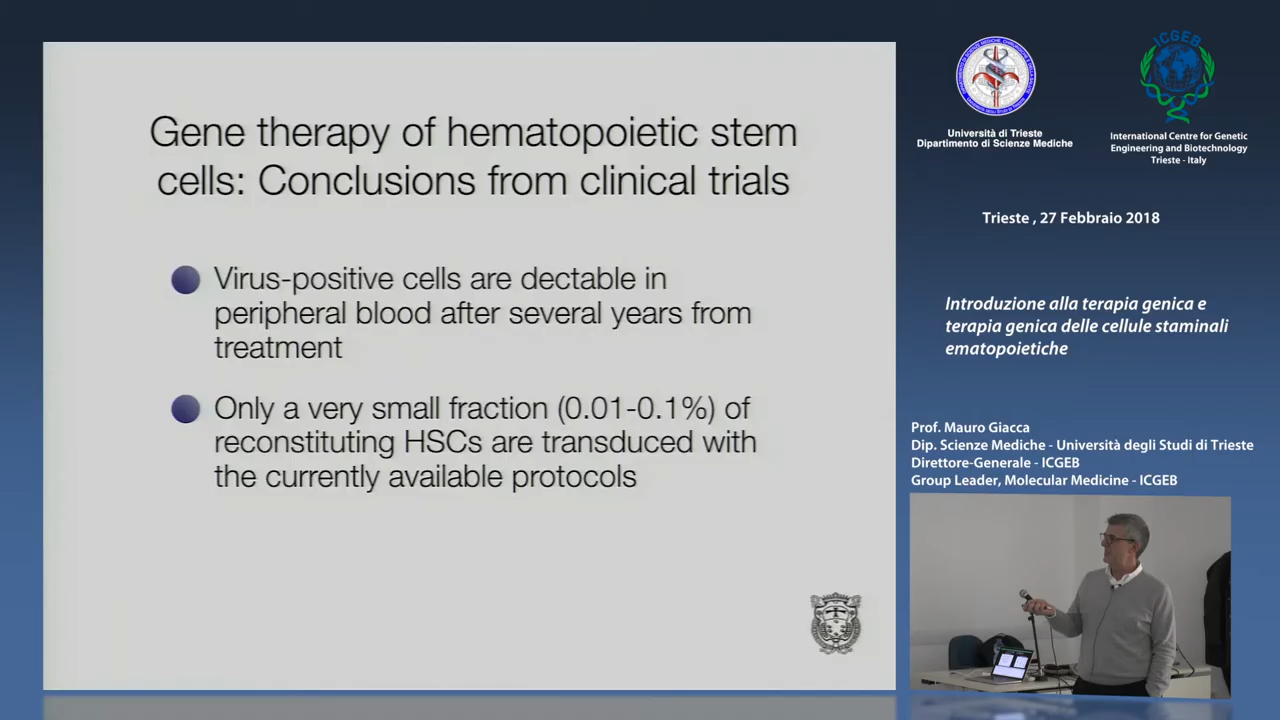 Gene therapy of hematopoietic stem
cells: Conclusions from clinical trials
Virus-positive cells are dectable in
peripheral blood after several years from
treatment
Only a very small fraction (0.01-0.1%) of
reconstituting HSCs are transduced with
the currently available protocols
Università di Trieste
Dipartimento di Scienze Mediche
ICGEB
International Centre for Genetic
Engineering and Biotechnology
Trieste - Italy
Trieste , 27 Febbraio 2018
Introduzione alla terapia genica e
terapia genica delle cellule staminali
ematopoietiche
Prof. Mauro Giacca
Dip. Scienze Mediche - Università degli Studi di Trieste
Direttore-Generale - ICGEB
Group Leader, Molecular Medicine - ICGEB